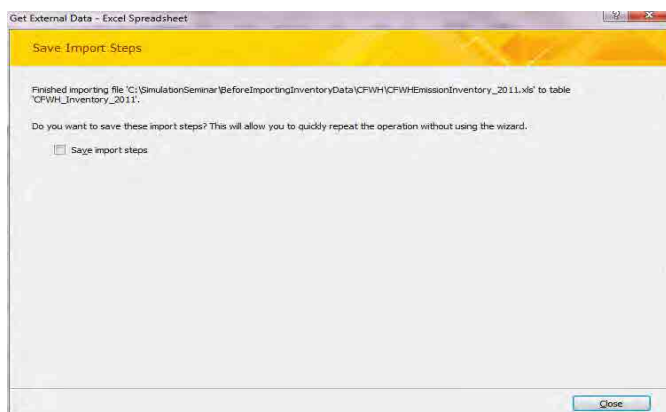 Get External Data - Excel Spreadsheet
Save Import Steps
Finished importing file 'C:\SimulationSeminar\BeforeImportingInventoryData\CFWH\CFWHEmissionInventory_2011.xls' to table
'CFWH_Inventory_2011'.
Do you want to save these import steps? This will allow you to quickly repeat the operation without using the wizard.
Save import steps
Close